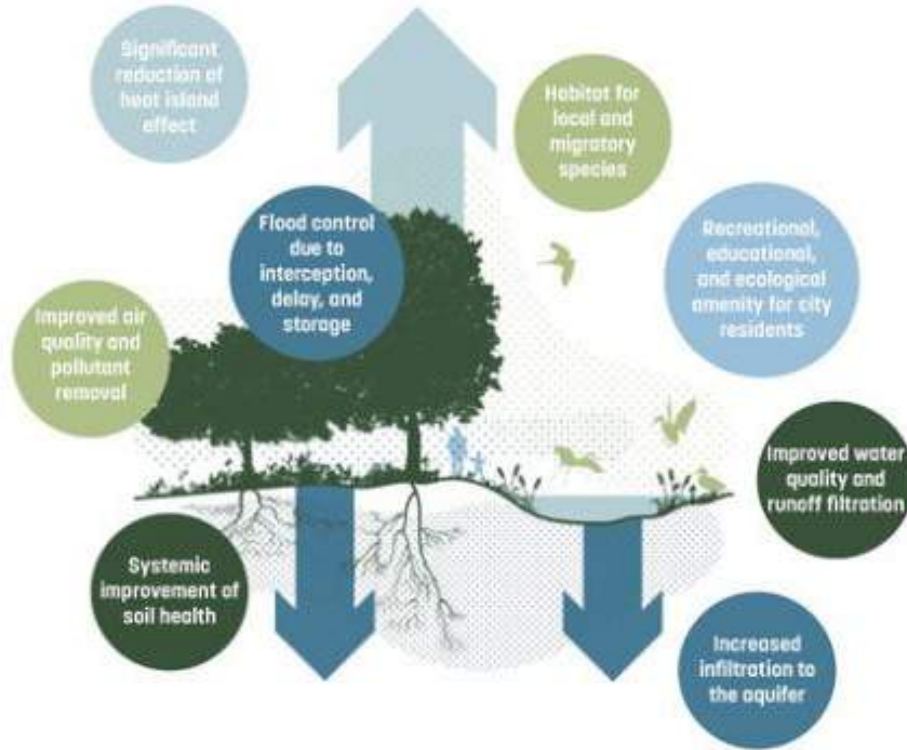 Significant
reduction of
heat island
effect
Habitat for
local and
migratory
species
Flood control
due to
interception,
delay, and
storage
Recreational,
educational,
and ecological
amenity for city
residents
Improved air
quality and
pollutant
removal
Improved water
quality and
runoff filtration
Systemic
improvement of
soil health
Increased
infiltration to
the aquifer